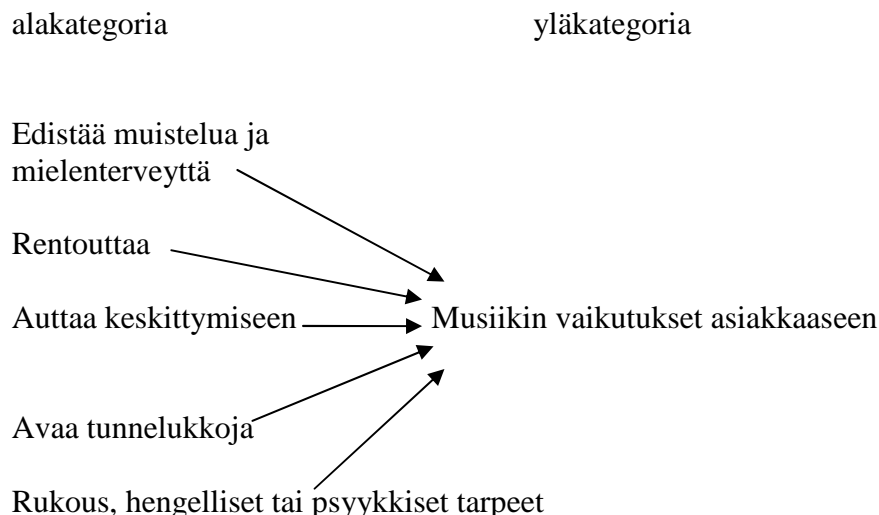 alakategoria yläkategoria
Edistää muistelua ja
mielenterveyttä
Rentouttaa
Auttaa keskittymiseen Musiikin vaikutukset asiakkaaseen
Avaa tunnelukkoja
Rukous, hengelliset tai psyykkiset tarpeet